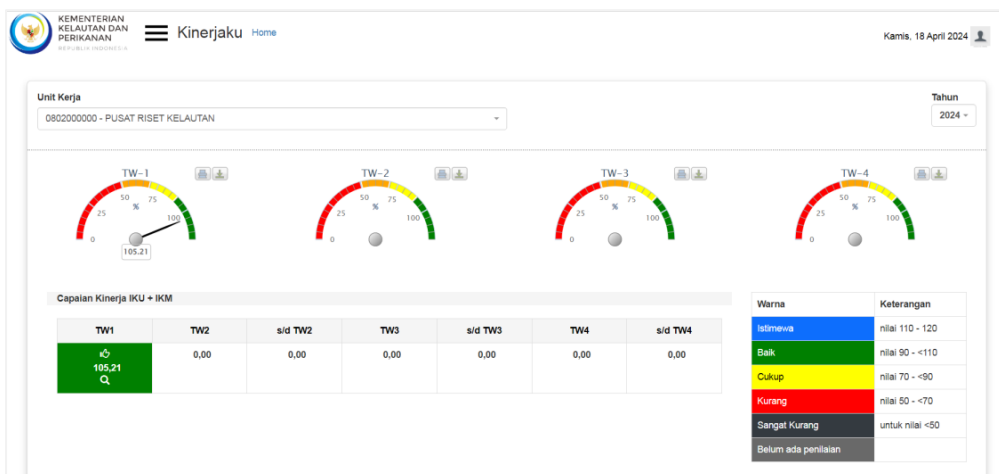 KEMENTERIAN
KELAUTAN DAN
PERIKANAN
REPUBLIK INDONESIA
Kinerjaku Home
Kamis, 18 April 2024
Unit Kerja
Tahun
0802000000 - PUSAT RISET KELAUTAN
2024
TW-1
0 25 50 75 100
%
105.21
TW-2
0 25 50 75 100
%
TW-3
0 25 50 75 100
%
TW-4
0 25 50 75 100
%
Capaian Kinerja IKU + IKM
TW1 TW2 s/d TW2 TW3 s/d TW3 TW4 s/d TW4
105,21 0,00 0,00 0,00 0,00 0,00 0,00
Warna Keterangan
Istimewa nilai 110 - 120
Baik nilai 90 - <110
Cukup nilai 70 - <90
Kurang nilai 50 - <70
Sangat Kurang untuk nilai <50
Belum ada penilaian